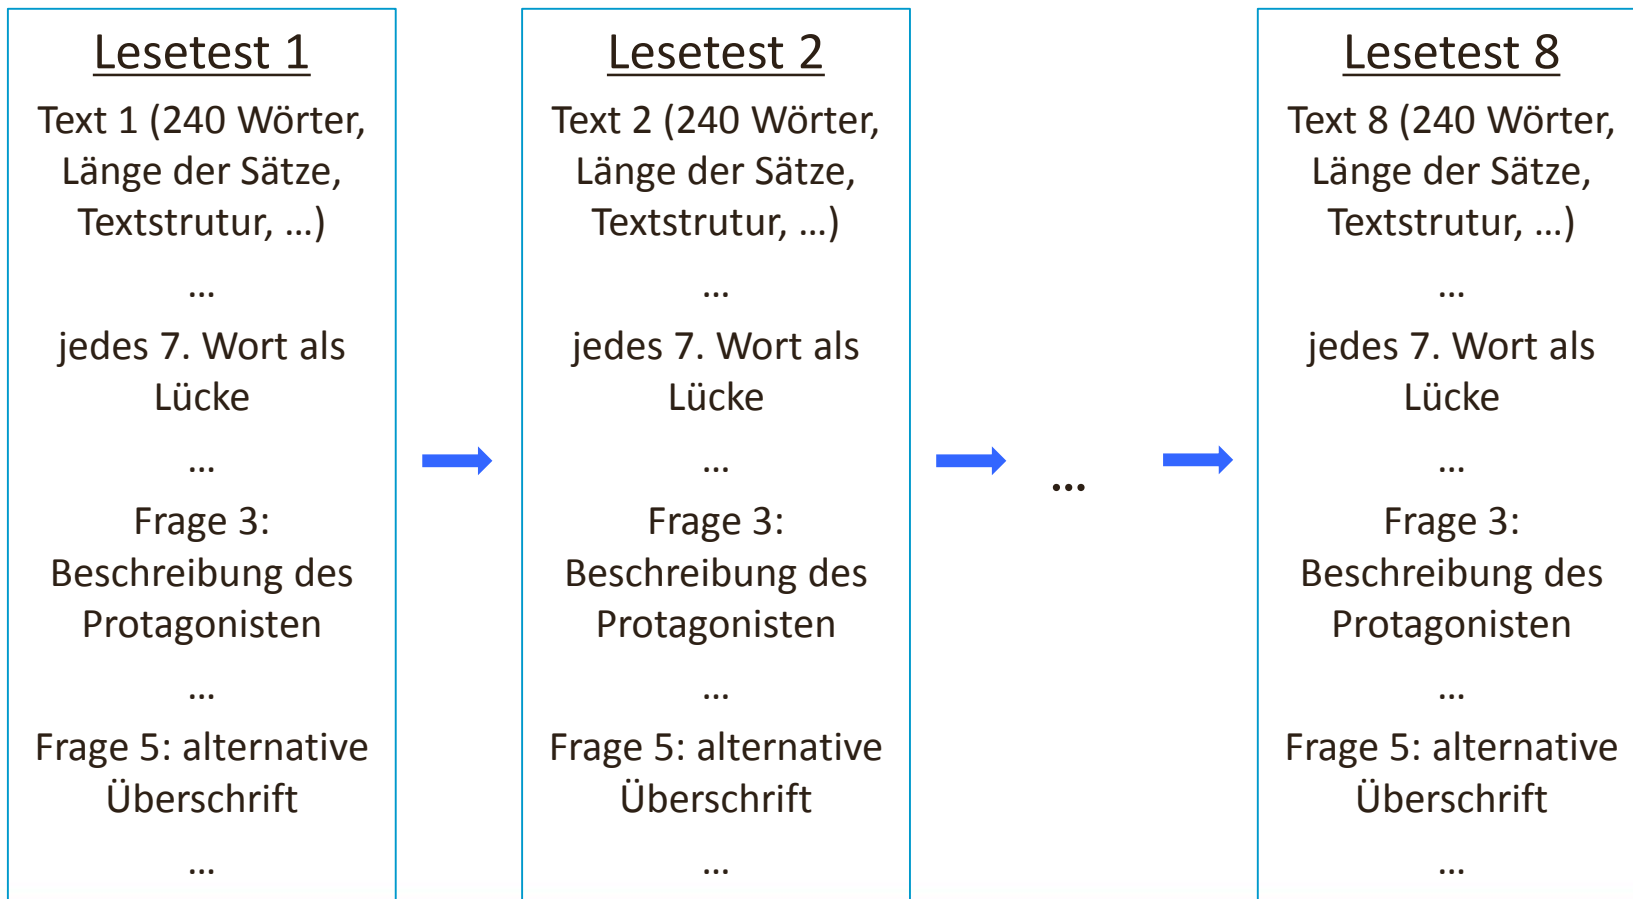 Lesetest 1
Text 1 (240 Wörter,
Länge der Sätze,
Textstrutur, ...)
...
jedes 7. Wort als
Lücke
...
Frage 3:
Beschreibung des
Protagonisten
...
Frage 5: alternative
Überschrift
...
Lesetest 2
Text 2 (240 Wörter,
Länge der Sätze,
Textstrutur, ...)
...
jedes 7. Wort als
Lücke
...
Frage 3:
Beschreibung des
Protagonisten
...
Frage 5: alternative
Überschrift
...
...
Lesetest 8
Text 8 (240 Wörter,
Länge der Sätze,
Textstrutur, ...)
...
jedes 7. Wort als
Lücke
...
Frage 3:
Beschreibung des
Protagonisten
...
Frage 5: alternative
Überschrift
...